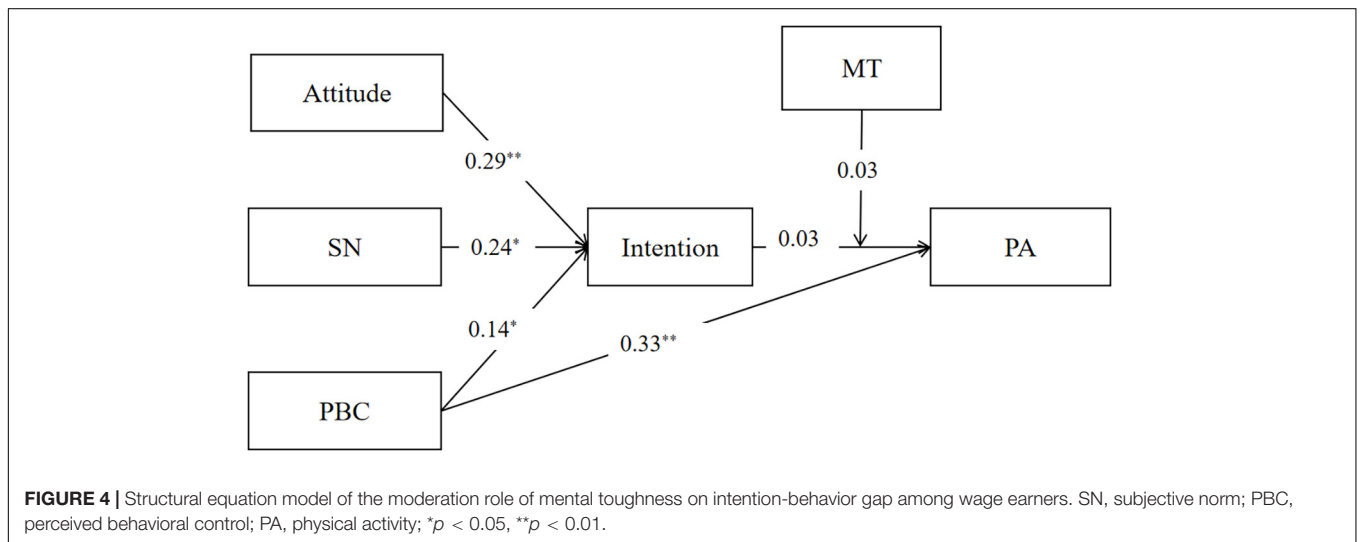 MT
Attitude
0.29**
0.03
SN
0.24*
Intention
0.03
PA
0.14*
0.33**
PBC
FIGURE 4 | Structural equation model of the moderation role of mental toughness on intention-behavior gap among wage earners. SN, subjective norm; PBC,
perceived behavioral control; PA, physical activity; *p < 0.05, **p < 0.01.